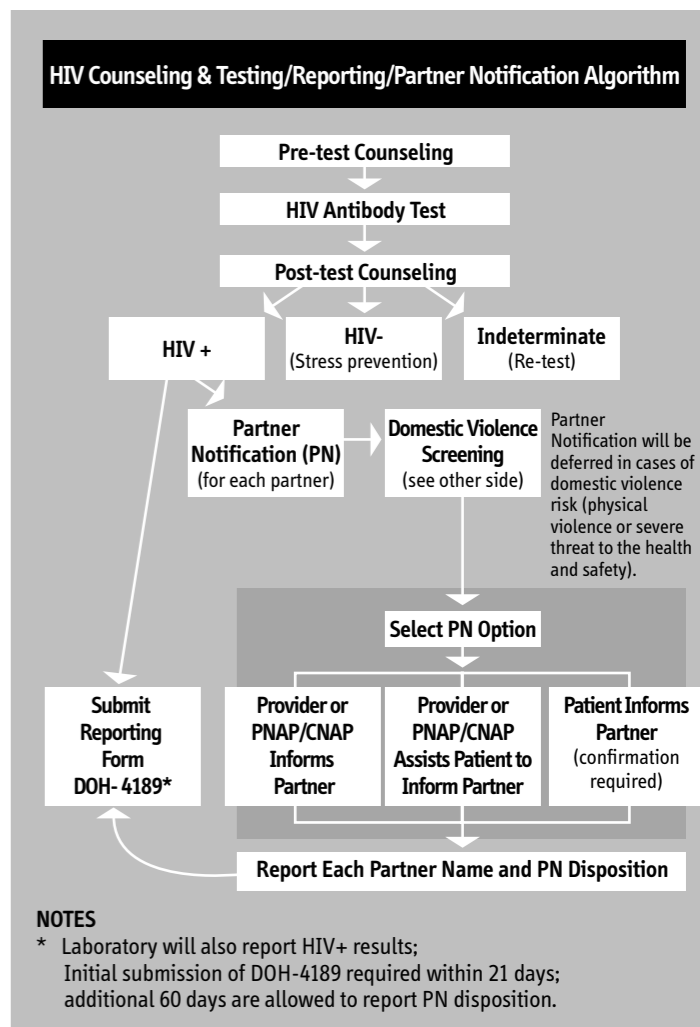 HIV Counseling & Testing/Reporting/Partner Notification Algorithm
Pre-test Counseling
HIV Antibody Test
Post-test Counseling
HIV +
HIV-
(Stress prevention)
Indeterminate
(Re-test)
Partner
Notification (PN)
(for each partner)
Domestic Violence
Screening
(see other side)
Partner
Notification will be
deferred in cases of
domestic violence
risk (physical
violence or severe
threat to the health
and safety).
Select PN Option
Submit
Reporting
Form
DOH- 4189*
Provider or
PNAP/CNAP
Informs
Partner
Provider or
PNAP/CNAP
Assists Patient to
Inform Partner
Patient Informs
Partner
(confirmation
required)
Report Each Partner Name and PN Disposition
NOTES
* Laboratory will also report HIV+ results;
Initial submission of DOH-4189 required within 21 days;
additional 60 days are allowed to report PN disposition.